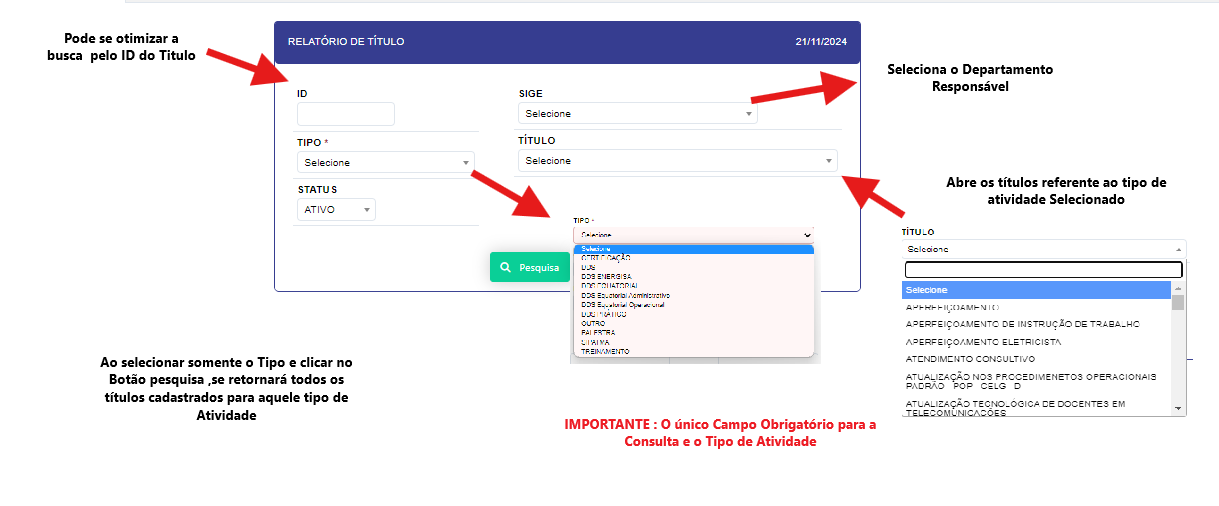 Pode se otimizar a
busca pelo ID do Titulo
RELATÓRIO DE TÍTULO
21/11/2024
Seleciona o Departamento
Responsável
ID
SIGE
Selecione
TIPO *
Selecione
TÍTULO
Selecione
STATUS
ATIVO
Abre os títulos referente ao tipo de
atividade Selecionado
Pesquisa
TIPO *
Selecione
Selecione
CERTIFICAÇÃO
DDS
DDS ENERGISA
DDS EQUATORIAL
DDS Equatorial Administrativo
DDS Equatorial Operacional
DDS PRÁTICO
OUTRO
PALESTRA
SIPATMA
TREINAMENTO
TÍTULO
Selecione
Selecione
APERFEIÇOAMENTO
APERFEIÇOAMENTO DE INSTRUÇÃO DE TRABALHO
APERFEIÇOAMENTO ELETRICISTA
ATENDIMENTO CONSULTIVO
ATUALIZAÇÃO NOS PROCEDIMENETOS OPERACIONAIS
PADRÃO POP CELG D
ATUALIZAÇÃO TECNOLÓGICA DE DOCENTES EM
TELECOMUNICAÇÕES
Ao selecionar somente o Tipo e clicar no
Botão pesquisa ,se retornará todos os
títulos cadastrados para aquele tipo de
Atividade
IMPORTANTE : O único Campo Obrigatório para a
Consulta e o Tipo de Atividade